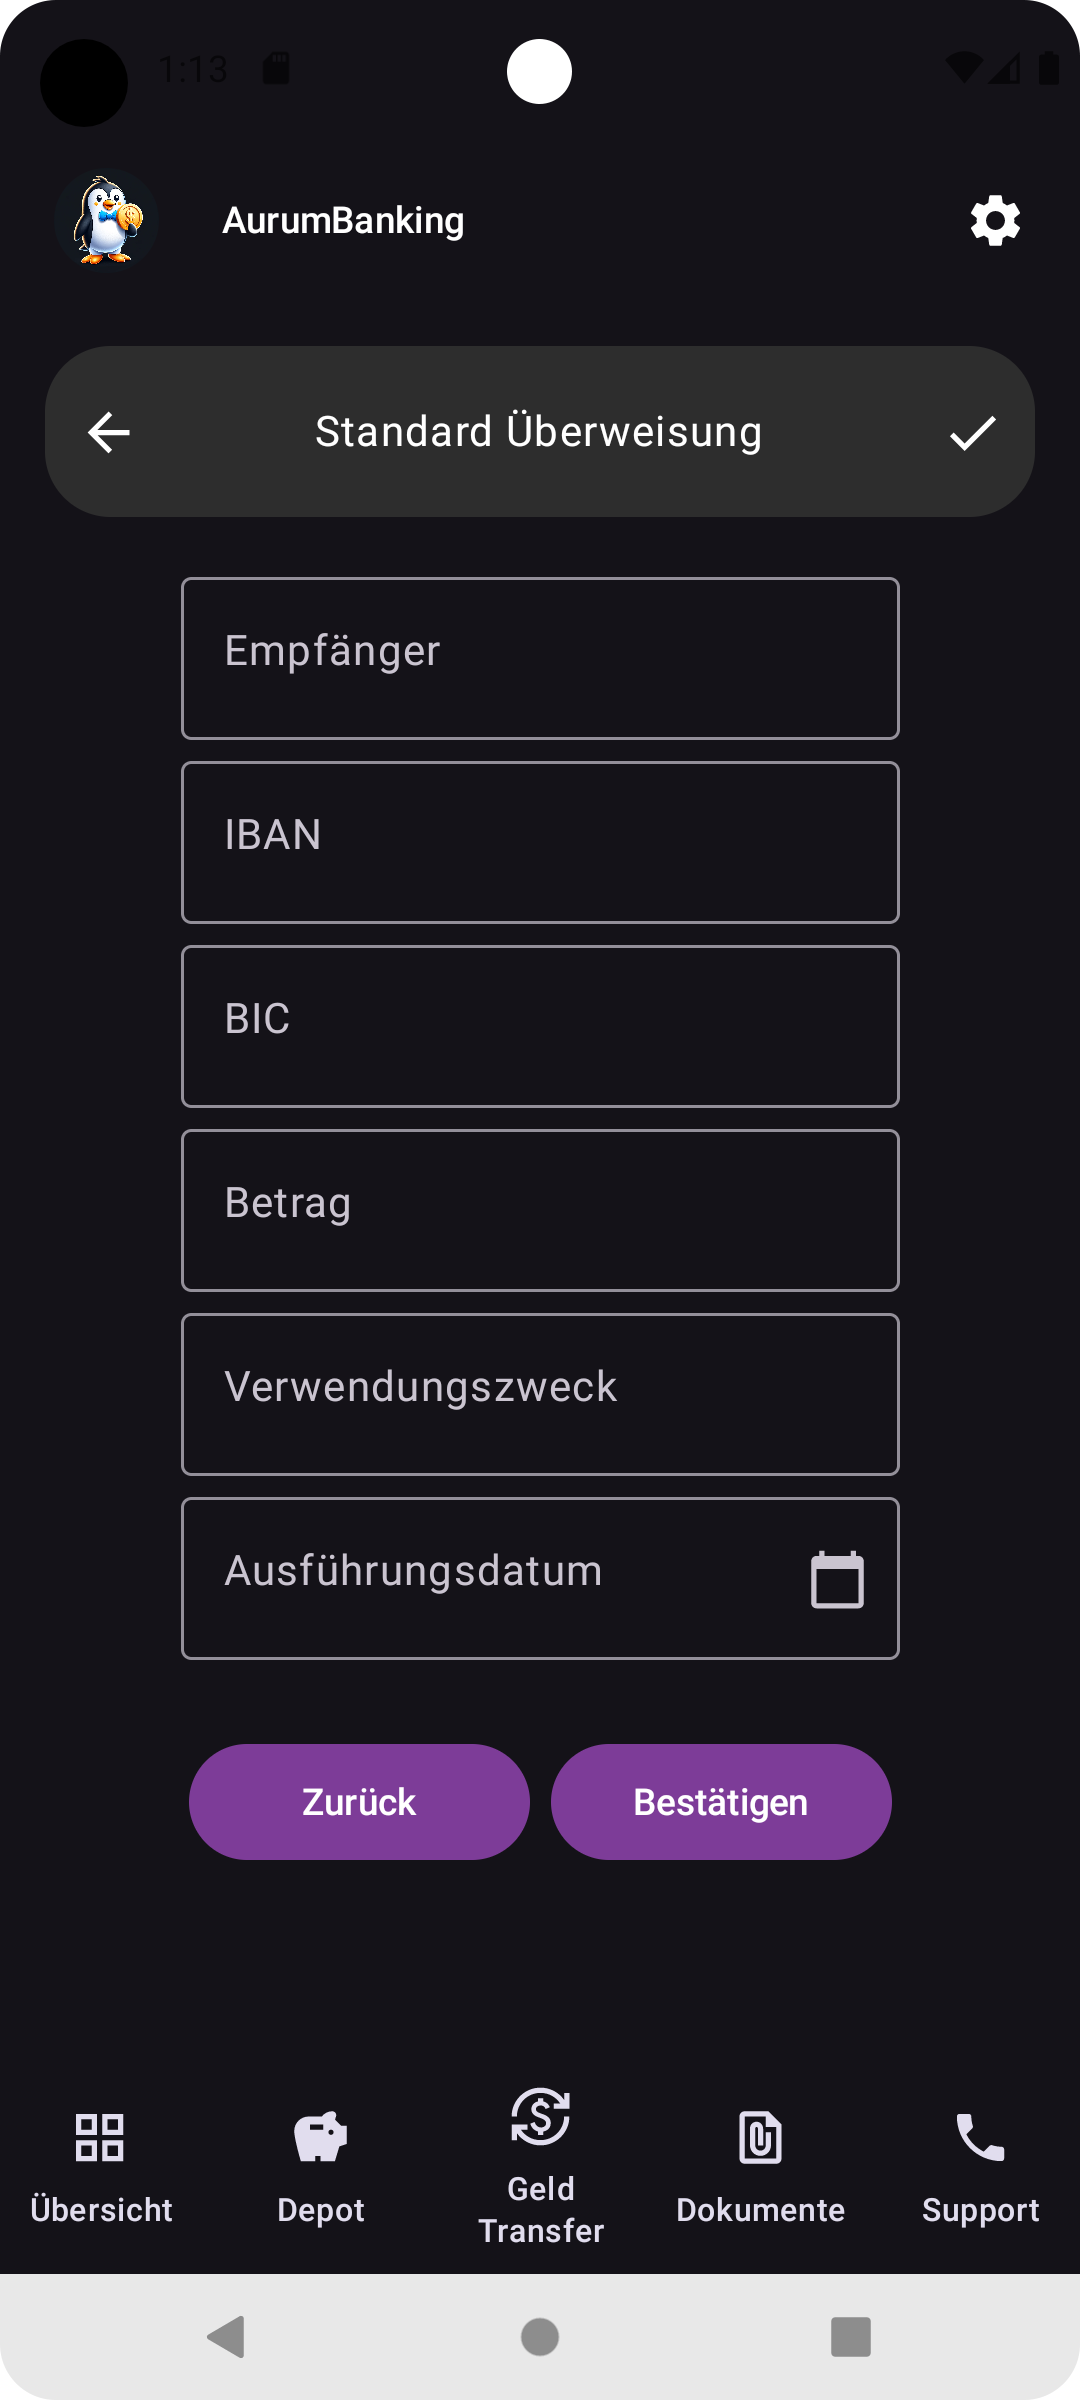 1:13
AurumBanking
Standard Überweisung
Empfänger
IBAN
BIC
Betrag
Verwendungszweck
Ausführungsdatum
Zurück
Bestätigen
Übersicht
Depot
Geld
Transfer
Dokumente
Support